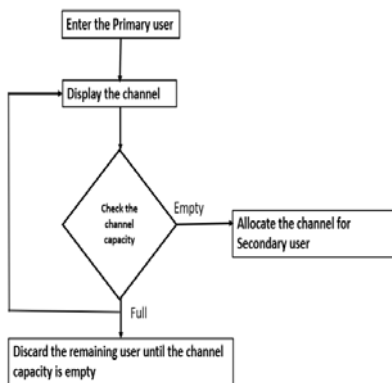 Enter the Primary user
Display the channel
Check the
channel
capacity
Empty
Allocate the channel for
Secondary user
Full
Discard the remaining user until the channel
capacity is empty